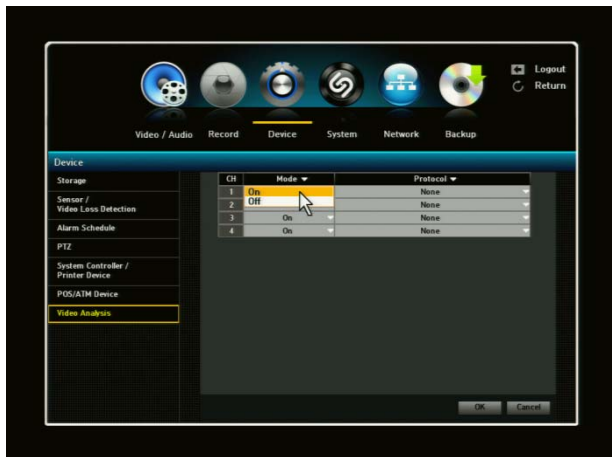 Logout
Return
Video / Audio Record Device System Network Backup
Device
Storage
Sensor /
Video Loss Detection
Alarm Schedule
PTZ
System Controller /
Printer Device
POS/ATM Device
Video Analysis
CH Mode Protocol
1 On None
2 Off None
3 On None
4 On None
OK Cancel